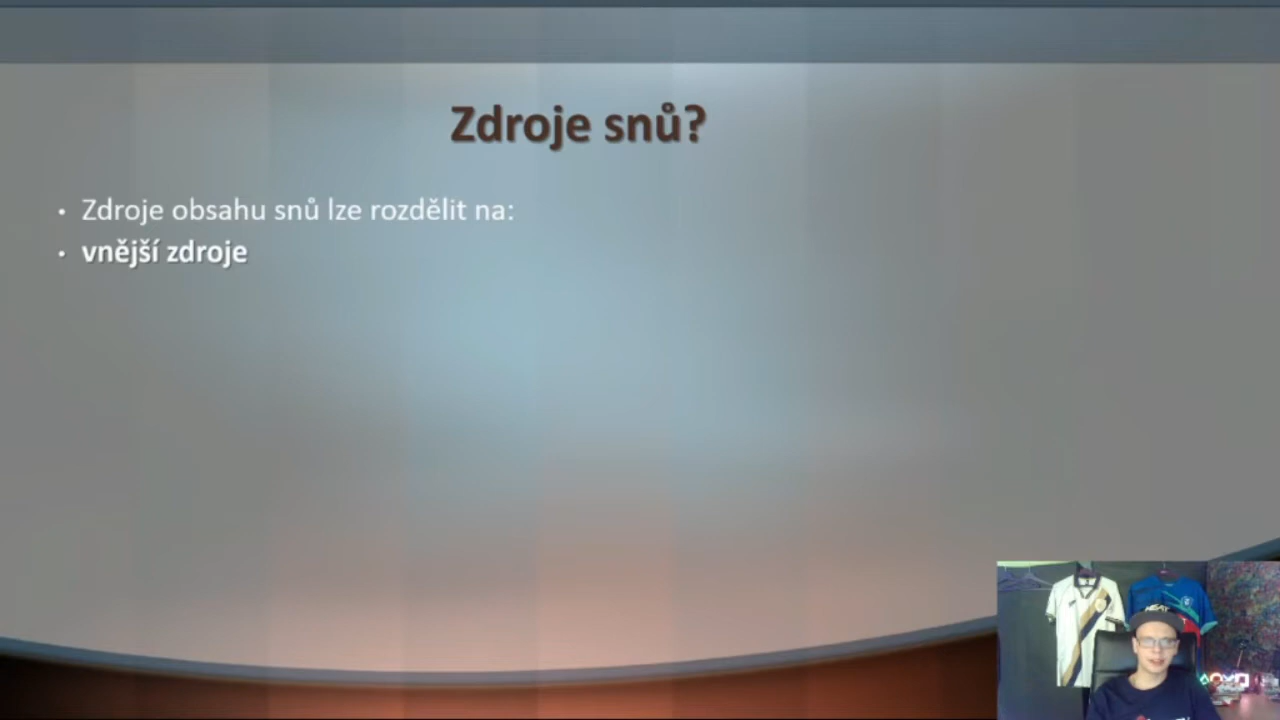 Zdroje snů?
• Zdroje obsahu snů lze rozdělit na:
• vnější zdroje